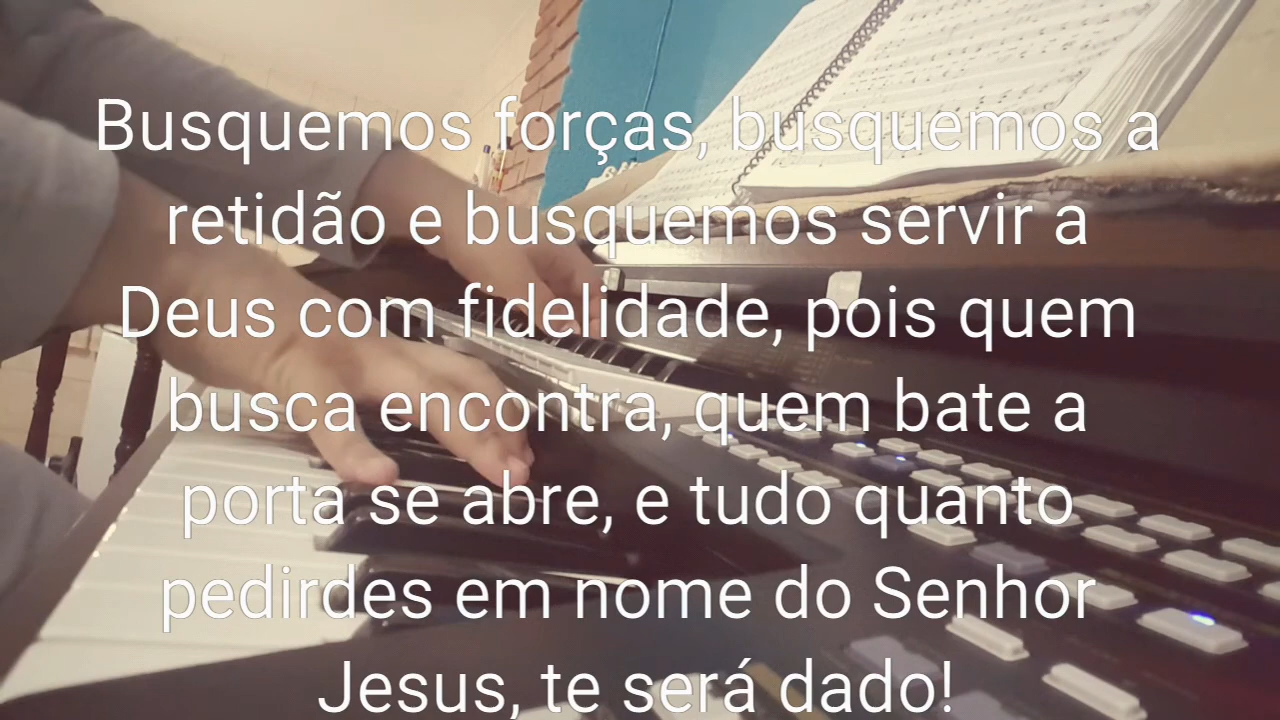 Busquemos forças, busquemos a
retidão e busquemos servir a
Deus com fidelidade, pois quem
busca encontra, quem bate a
porta se abre, e tudo quanto
pedirdes em nome do Senhor
Jesus, te será dado!